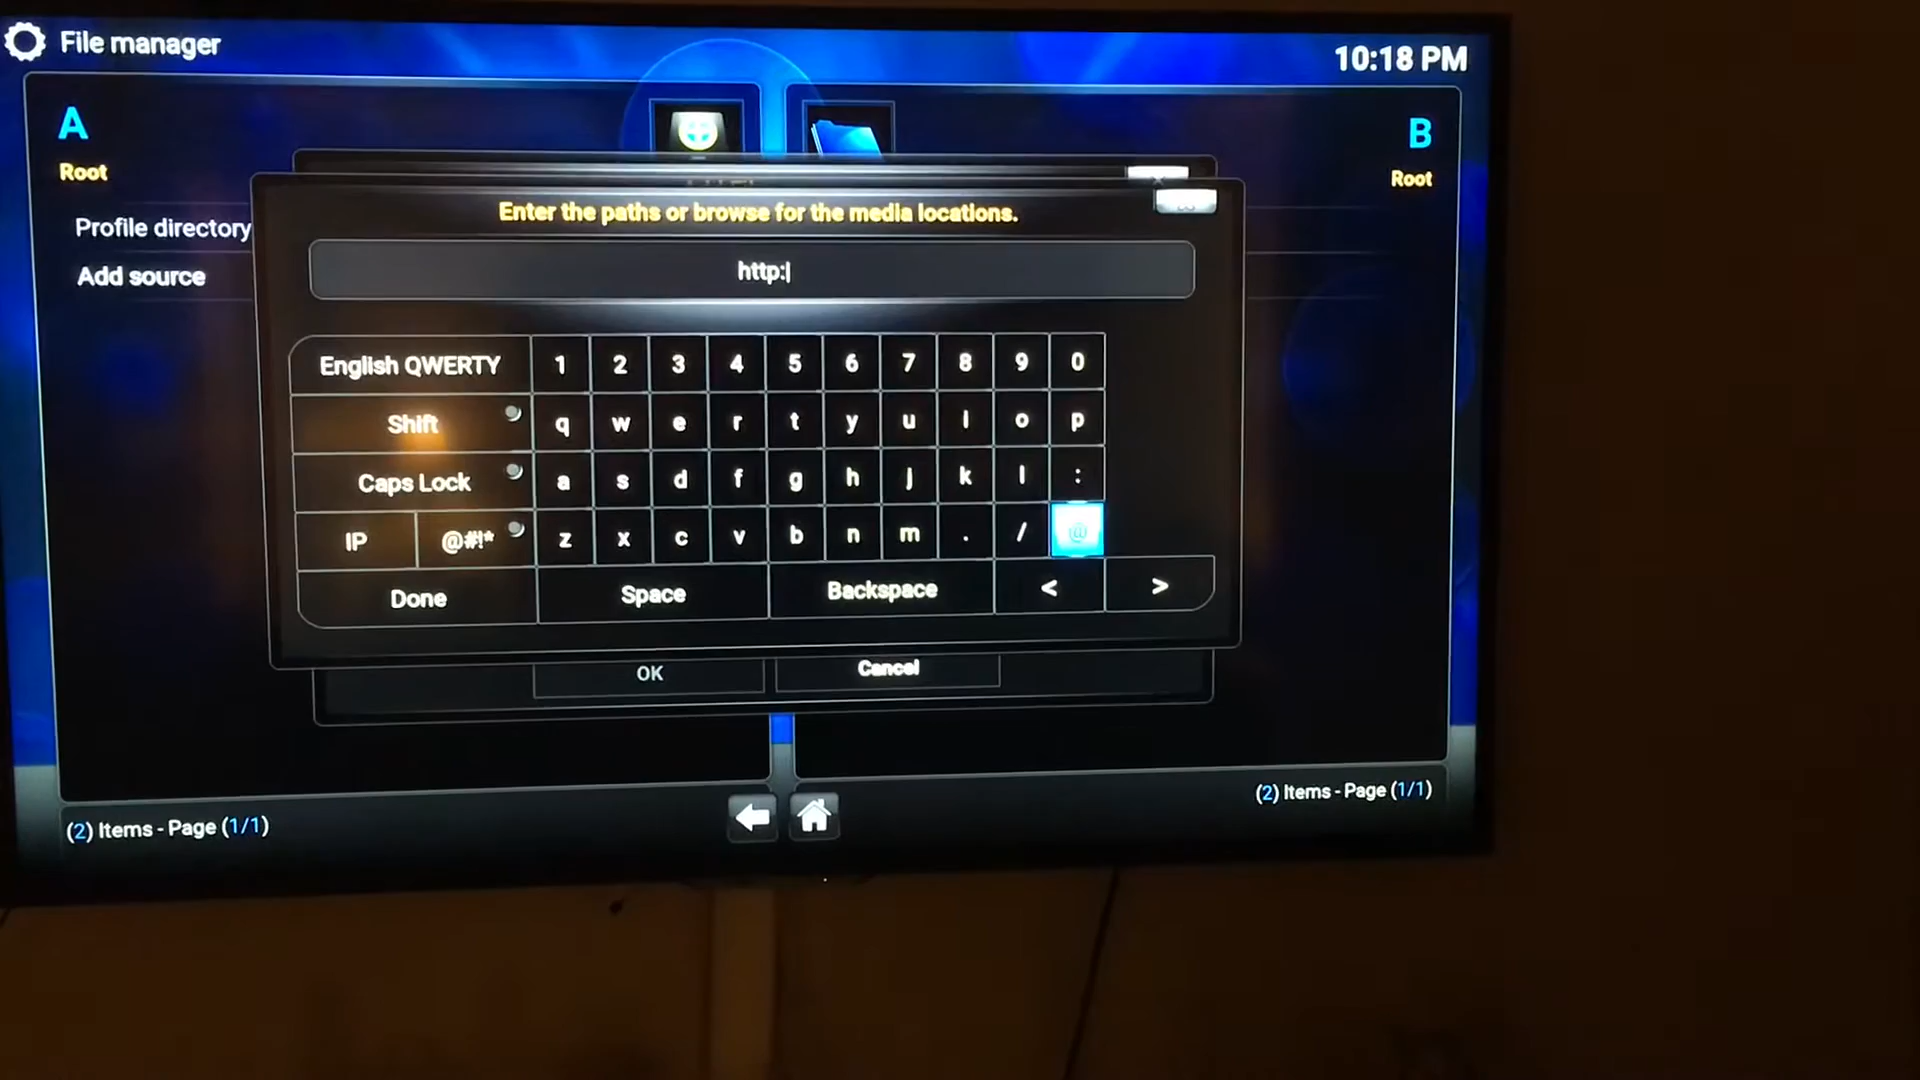 File manager
10:18 PM
A
B
Root
Root
Profile directory
Add source
Enter the paths or browse for the media locations.
http:
English QWERTY 1 2 3 4 5 6 7 8 9 0
Shift q w e r t y u I o p
Caps Lock a s d f g h j k l :
IP @#!* z x c v b n m . / @
Done Space Backspace < >
OK Cancel
(2) Items - Page (1/1)
(2) Items - Page (1/1)